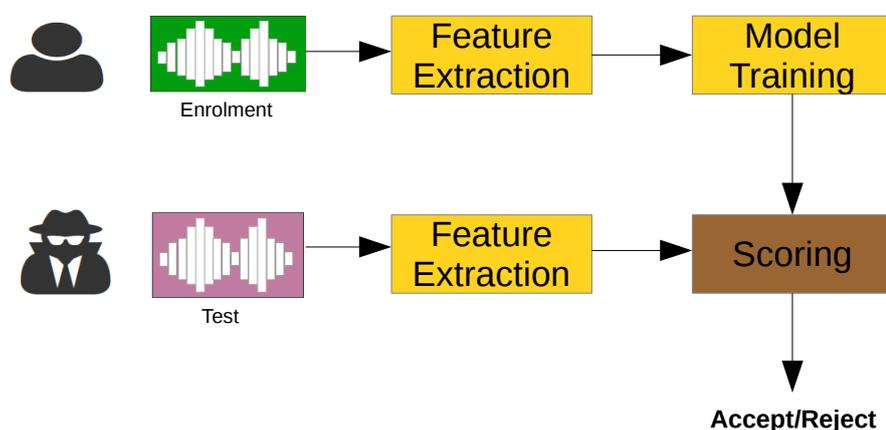 Feature
Extraction
Model
Training
Enrolment
Feature
Extraction
Scoring
Test
Accept/Reject